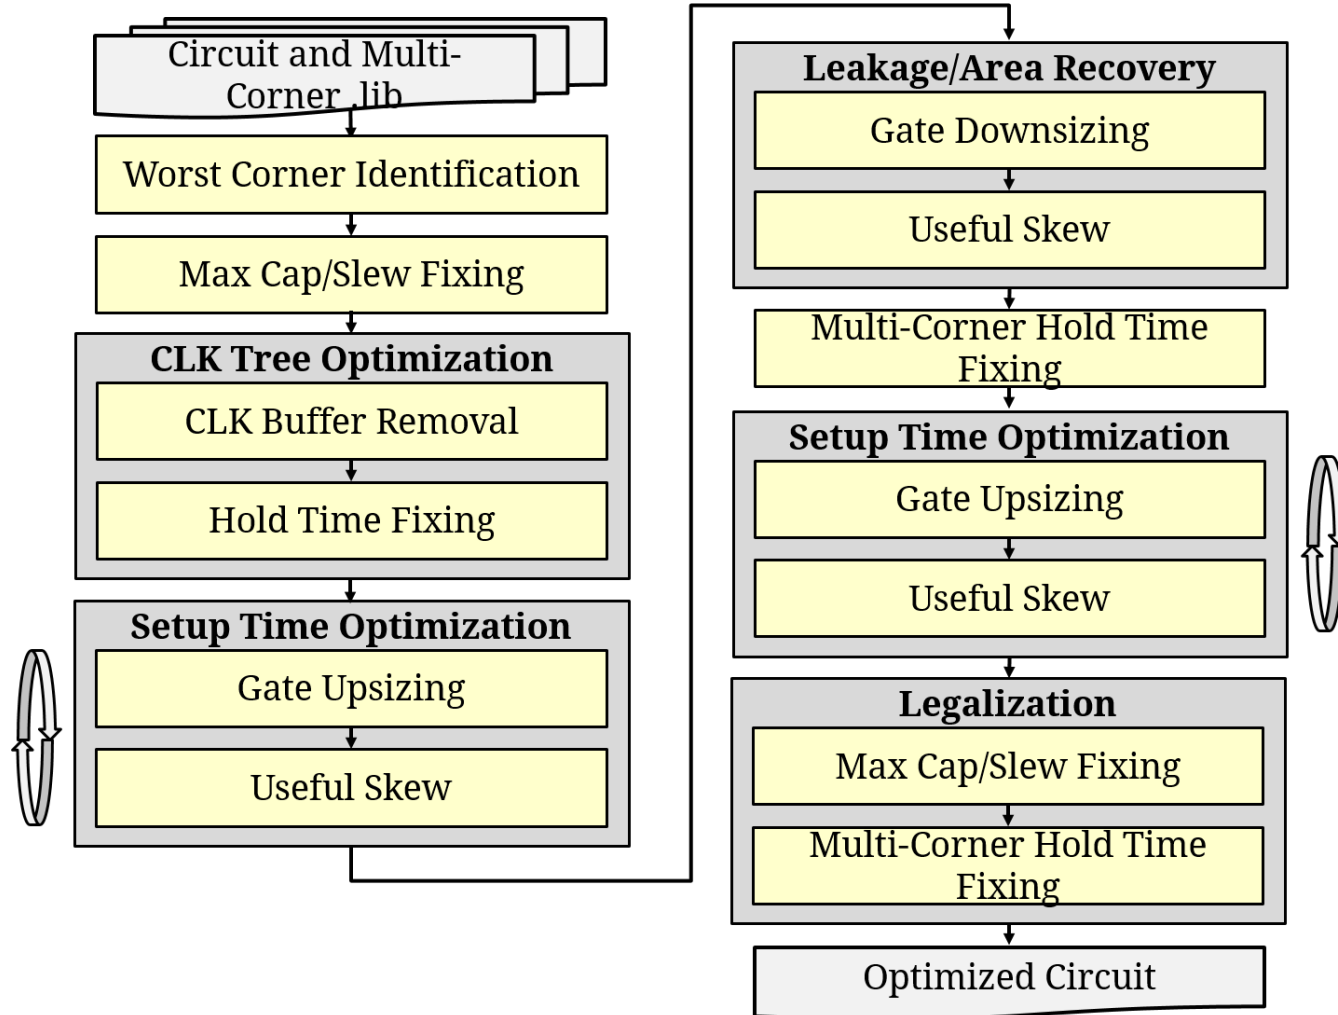 Circuit and Multi-
Corner .lib
Worst Corner Identification
Max Cap/Slew Fixing
CLK Tree Optimization
CLK Buffer Removal
Hold Time Fixing
Setup Time Optimization
Gate Upsizing
Useful Skew
Leakage/Area Recovery
Gate Downsizing
Useful Skew
Multi-Corner Hold Time
Fixing
Setup Time Optimization
Gate Upsizing
Useful Skew
Legalization
Max Cap/Slew Fixing
Multi-Corner Hold Time
Fixing
Optimized Circuit